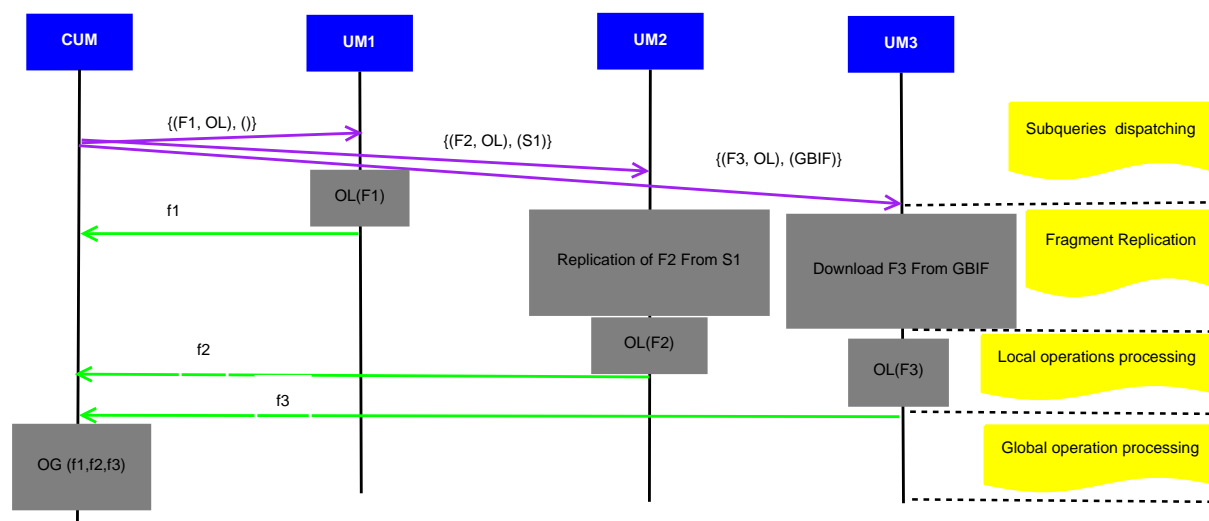 CUM
UM1
UM2
UM3
{(F1, OL), ()}
{(F2, OL), (S1)}
{(F3, OL), (GBIF)}
Subqueries dispatching
OL(F1)
f1
Replication of F2 From S1
Download F3 From GBIF
Fragment Replication
OL(F2)
f2
OL(F3)
Local operations processing
f3
OG (f1,f2,f3)
Global operation processing